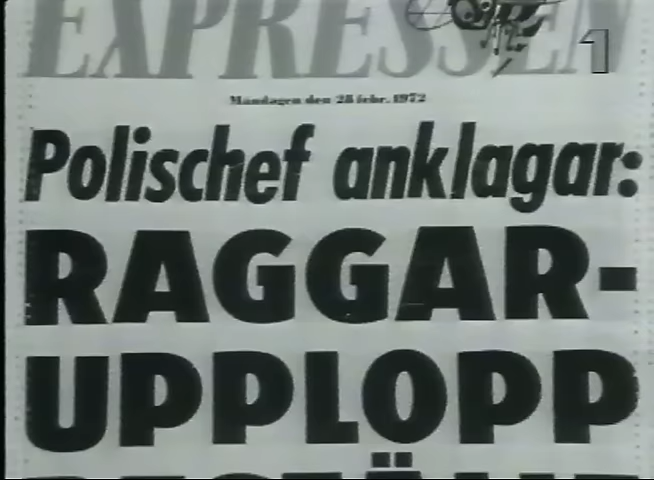 EXPRESSEN
1
Måndagen den 28 febr. 1972
Polischef anklagar:
RAGGAR-
UPPLOPP